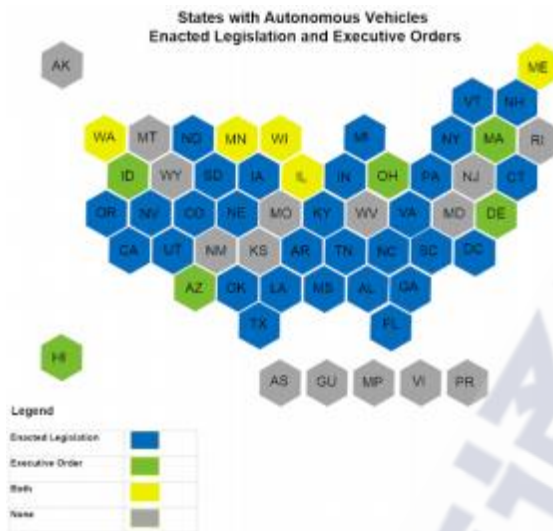 States with Autonomous Vehicles
Enacted Legislation and Executive Orders
AK
ME
VT NH
WA MT ND MN WI MI NY MA RI
ID WY SD IA IL IN OH PA NJ CT
OR NV CO NE MO KY WV VA MD DE
CA UT NM KS AR TN NC SC DC
AZ OK LA MS AL GA
TX FL
HI
AS GU MP VI PR
Legend
Enacted Legislation
Executive Order
Both
None